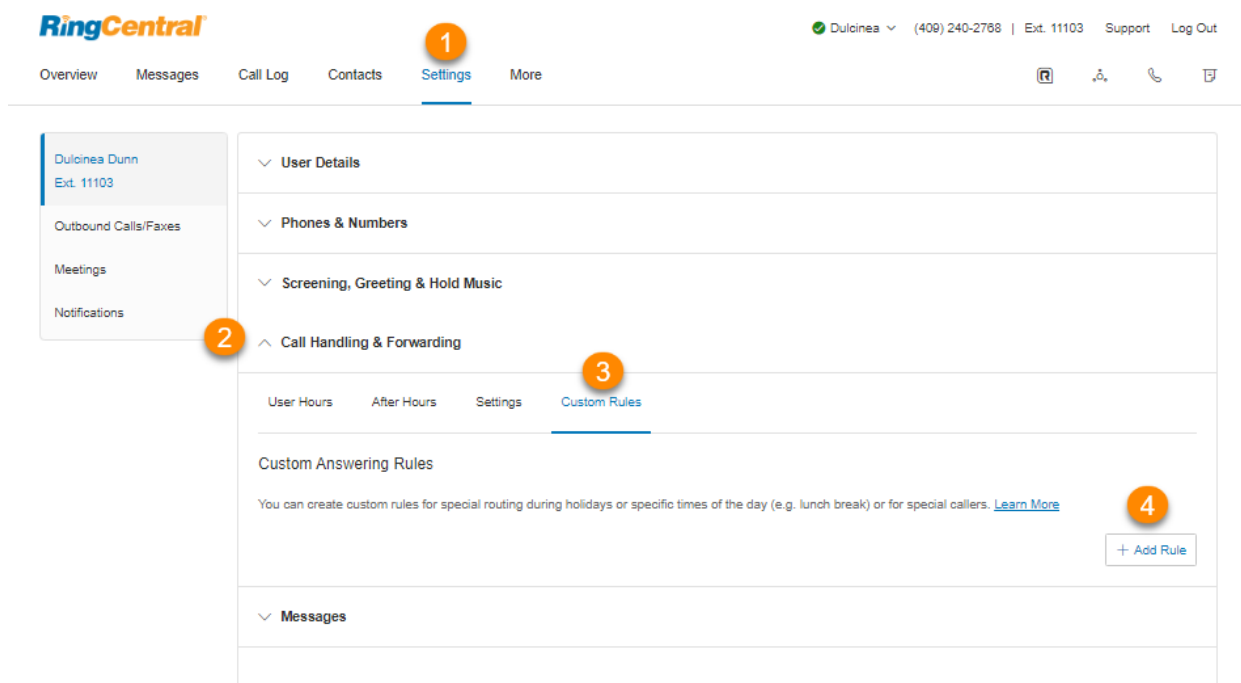 RingCentral
1
Dulcinea (409) 240-2768 | Ext. 11103 Support Log Out
Overview Messages Call Log Contacts Settings More
Dulcinea Dunn
Ext. 11103
Outbound Calls/Faxes
Meetings
Notifications
User Details
Phones & Numbers
Screening, Greeting & Hold Music
2
Call Handling & Forwarding
3
User Hours After Hours Settings Custom Rules
Custom Answering Rules
You can create custom rules for special routing during holidays or specific times of the day (e.g. lunch break) or for special callers. Learn More
4
+ Add Rule
Messages